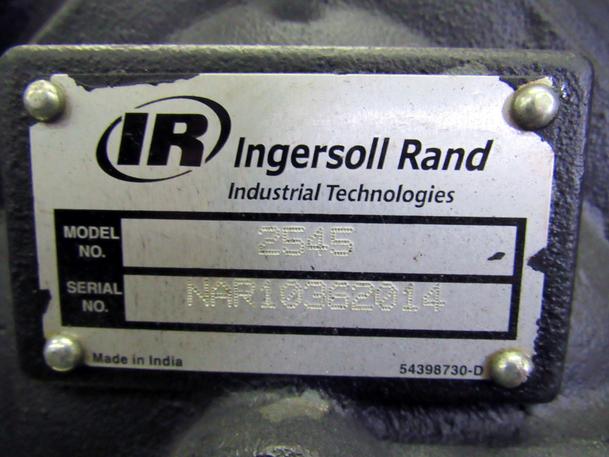 IR Ingersoll Rand
Industrial Technologies
MODEL NO. 2545
SERIAL NO. NAR10362014
Made in India
54398730-D